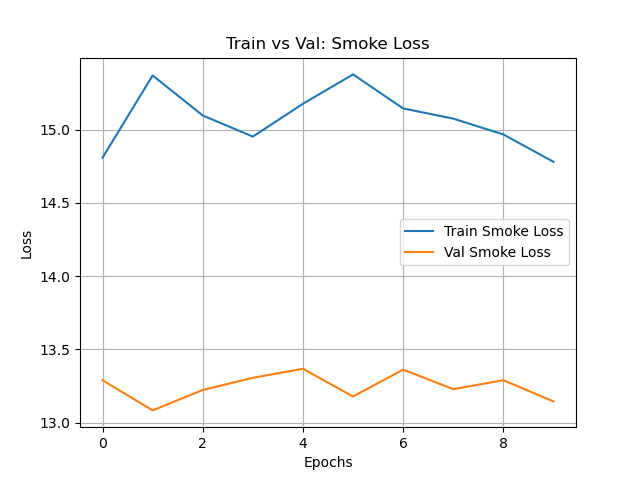 Train vs Val: Smoke Loss
15.0
14.5
14.0
13.5
13.0
Loss
Train Smoke Loss
Val Smoke Loss
0 2 4 6 8
Epochs